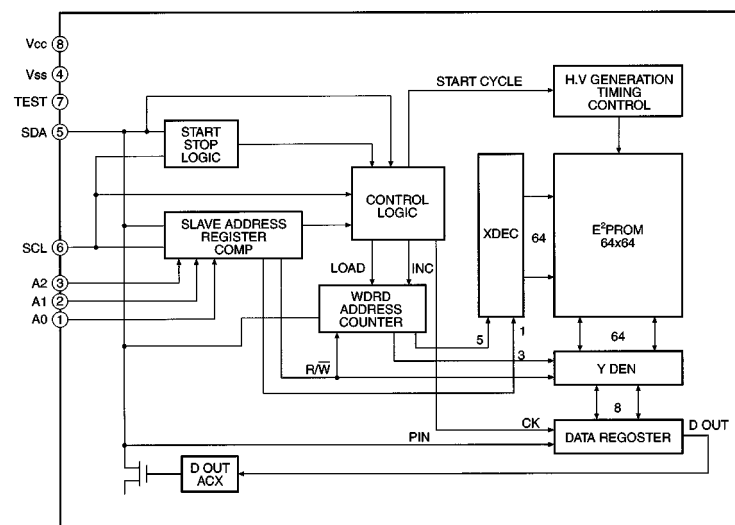 Vcc 8
Vss 4
TEST 7
SDA 5
SCL 6
A2 3
A1 2
A0 1
START
STOP
LOGIC
SLAVE ADDRESS
REGISTER
COMP
CONTROL
LOGIC
START CYCLE
H.V GENERATION
TIMING
CONTROL
XDEC
64
E²PROM
64x64
LOAD
INC
WDRD
ADDRESS
COUNTER
5
1
3
64
R/W̅
Y DEN
8
CK
PIN
DATA REGOSTER
D OUT
D OUT
ACX